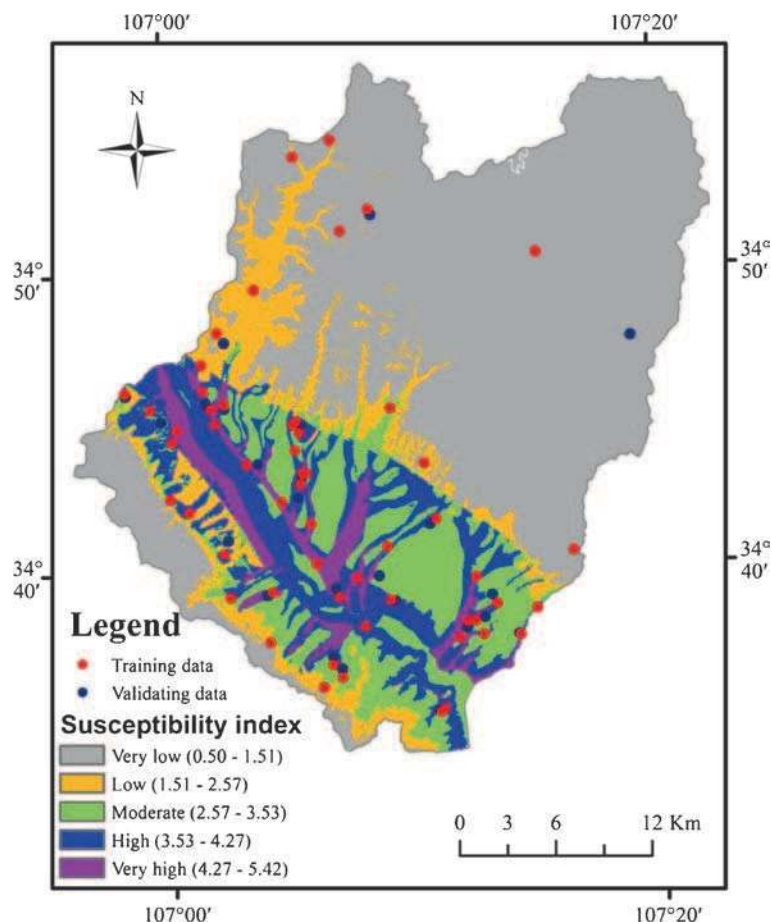 107°00′ 107°20′
N
34°
50′
34°
50′
34°
40′
34°
40′
Legend
Training data
Validating data
Susceptibility index
Very low (0.50 - 1.51)
Low (1.51 - 2.57)
Moderate (2.57 - 3.53)
High (3.53 - 4.27)
Very high (4.27 - 5.42)
0 3 6 12 Km
107°00′ 107°20′